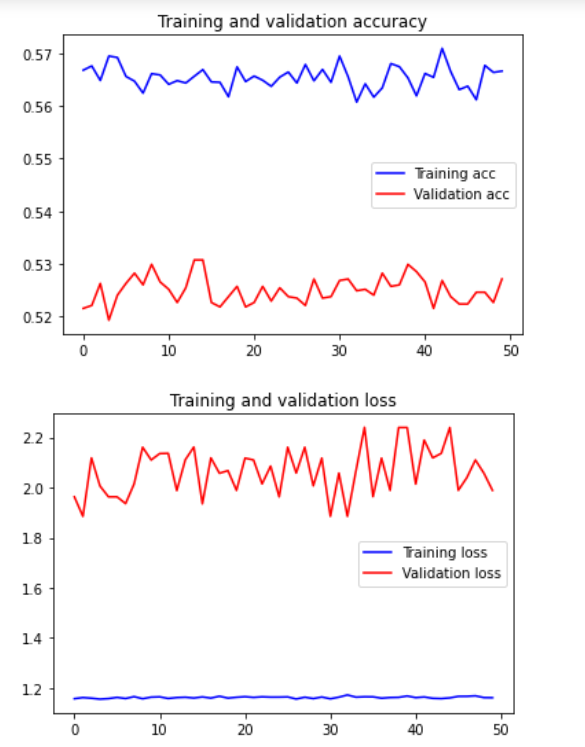 Training and validation accuracy
0.57
0.56
0.55
0.54
0.53
0.52
Training acc
Validation acc
0 10 20 30 40 50
Training and validation loss
2.2
2.0
1.8
1.6
1.4
1.2
Training loss
Validation loss
0 10 20 30 40 50